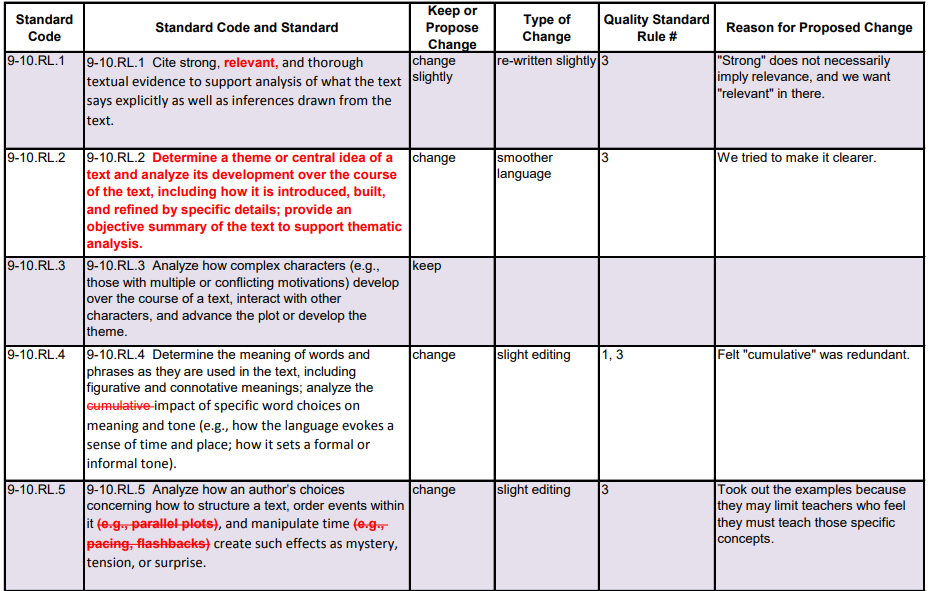 Standard Code
Standard Code and Standard
Keep or Propose Change
Type of Change
Quality Standard Rule #
Reason for Proposed Change
9-10.RL.1
9-10.RL.1 Cite strong, relevant, and thorough
textual evidence to support analysis of what the text
says explicitly as well as inferences drawn from the
text.
change
slightly
re-written slightly
3
"Strong" does not necessarily
imply relevance, and we want
"relevant" in there.
9-10.RL.2
9-10.RL.2 Determine a theme or central idea of a
text and analyze its development over the course
of the text, including how it is introduced, built,
and refined by specific details; provide an
objective summary of the text to support thematic
analysis.
change
smoother
language
3
We tried to make it clearer.
9-10.RL.3
9-10.RL.3 Analyze how complex characters (e.g.,
those with multiple or conflicting motivations) develop
over the course of a text, interact with other
characters, and advance the plot or develop the
theme.
keep
9-10.RL.4
9-10.RL.4 Determine the meaning of words and
phrases as they are used in the text, including
figurative and connotative meanings; analyze the
cumulative impact of specific word choices on
meaning and tone (e.g., how the language evokes a
sense of time and place; how it sets a formal or
informal tone).
change
slight editing
1, 3
Felt "cumulative" was redundant.
9-10.RL.5
9-10.RL.5 Analyze how an author's choices
concerning how to structure a text, order events within
it (e.g., parallel plots), and manipulate time (e.g.,
pacing, flashbacks) create such effects as mystery,
tension, or surprise.
change
slight editing
3
Took out the examples because
they may limit teachers who feel
they must teach those specific
concepts.